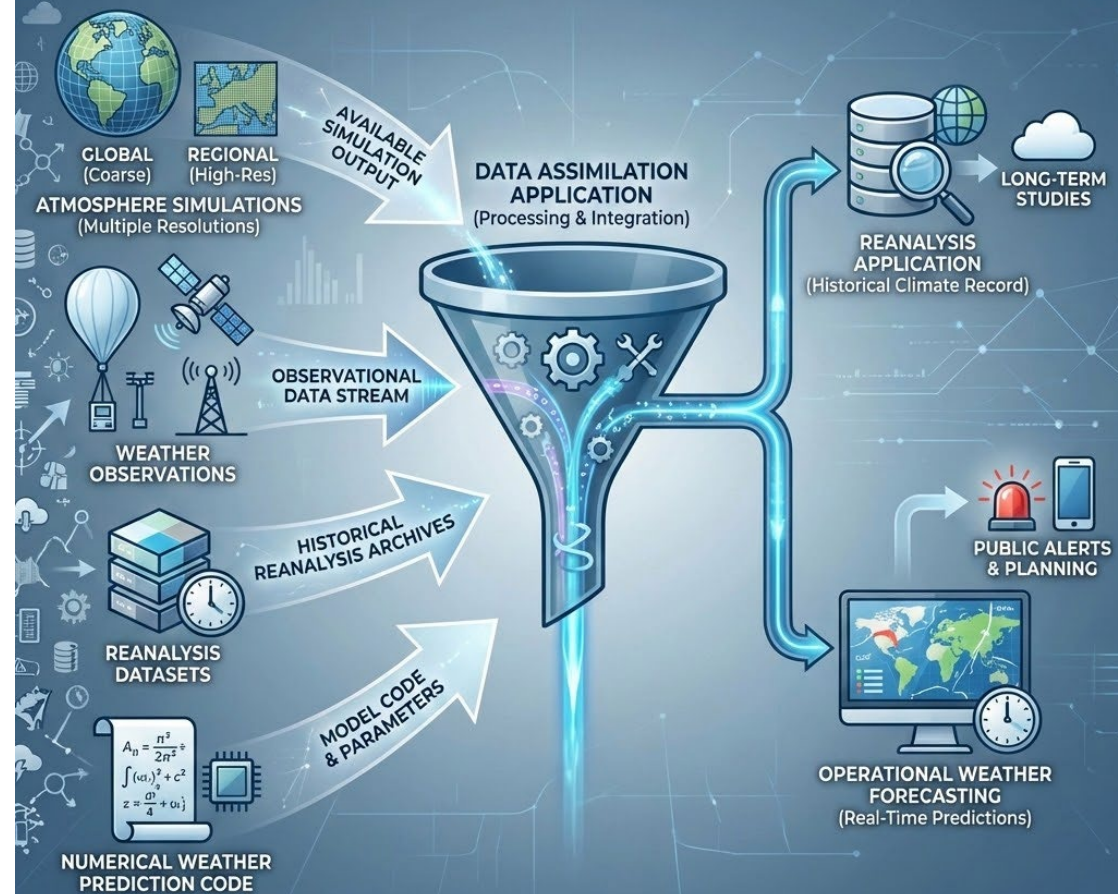 GLOBAL
(Coarse)
REGIONAL
(High-Res)
ATMOSPHERE SIMULATIONS
(Multiple Resolutions)
AVAILABLE
SIMULATION
OUTPUT
WEATHER
OBSERVATIONS
OBSERVATIONAL
DATA STREAM
REANALYSIS
DATASETS
HISTORICAL
REANALYSIS ARCHIVES
NUMERICAL WEATHER
PREDICTION CODE
MODEL CODE
& PARAMETERS
DATA ASSIMILATION
APPLICATION
(Processing & Integration)
REANALYSIS
APPLICATION
(Historical Climate Record)
LONG-TERM
STUDIES
PUBLIC ALERTS
& PLANNING
OPERATIONAL WEATHER
FORECASTING
(Real-Time Predictions)